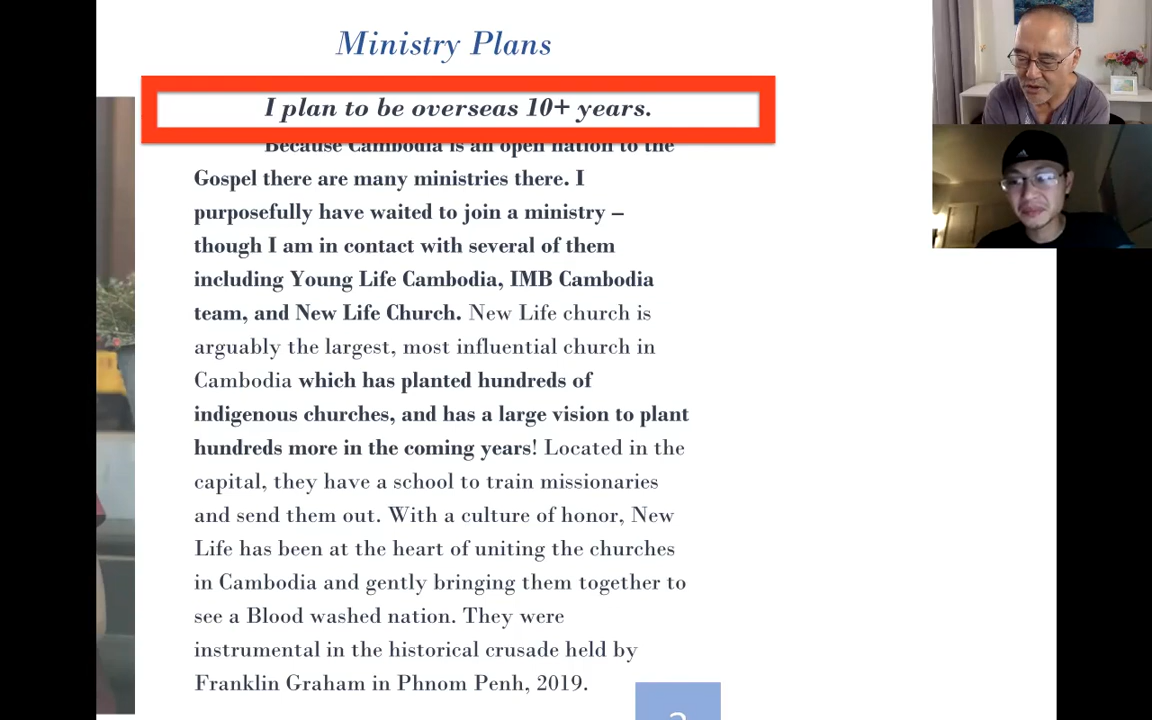 Ministry Plans
I plan to be overseas 10+ years.
Because Cambodia is an open nation to the
Gospel there are many ministries there. I
purposefully have waited to join a ministry –
though I am in contact with several of them
including Young Life Cambodia, IMB Cambodia
team, and New Life Church. New Life church is
arguably the largest, most influential church in
Cambodia which has planted hundreds of
indigenous churches, and has a large vision to plant
hundreds more in the coming years! Located in the
capital, they have a school to train missionaries
and send them out. With a culture of honor, New
Life has been at the heart of uniting the churches
in Cambodia and gently bringing them together to
see a Blood washed nation. They were
instrumental in the historical crusade held by
Franklin Graham in Phnom Penh, 2019.